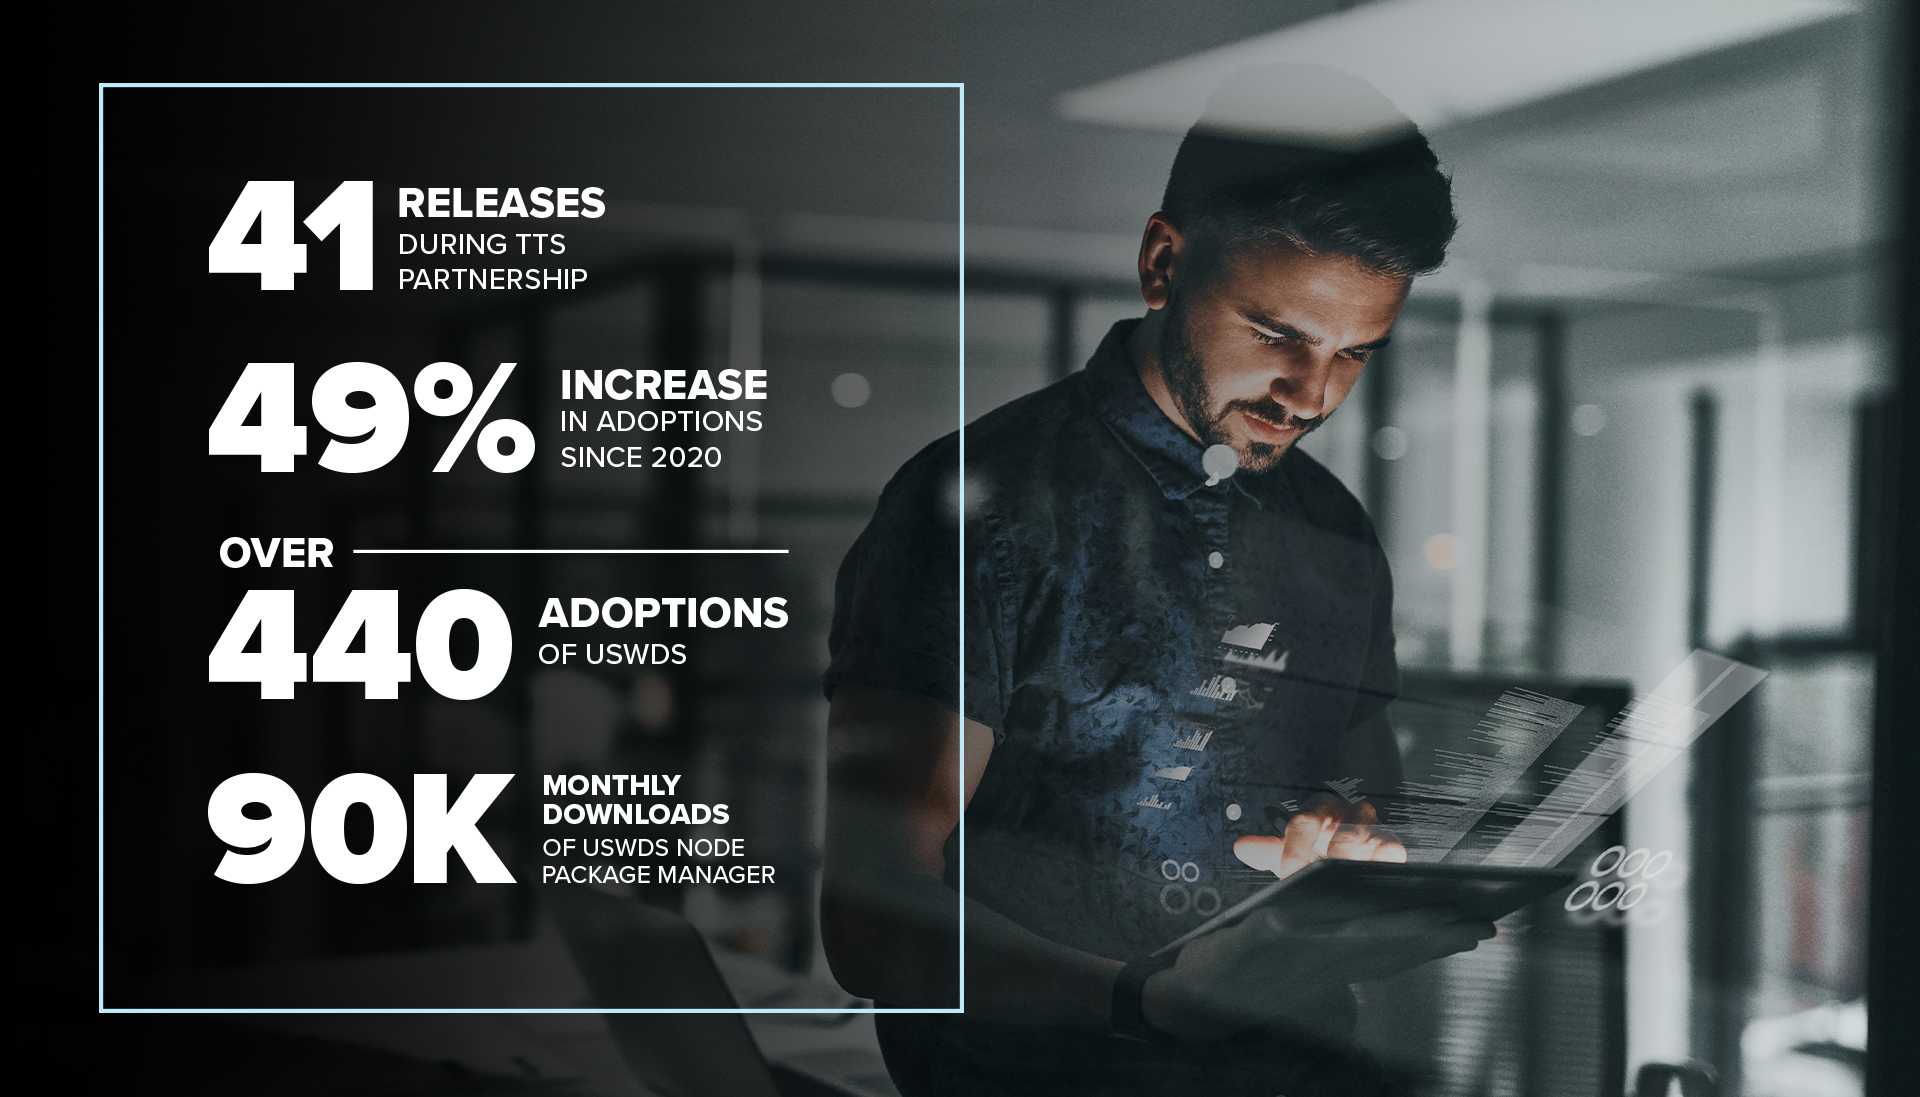 41 RELEASES
DURING TTS
PARTNERSHIP
49% INCREASE
IN ADOPTIONS
SINCE 2020
OVER
440 ADOPTIONS
OF USWDS
90K MONTHLY
DOWNLOADS
OF USWDS NODE
PACKAGE MANAGER